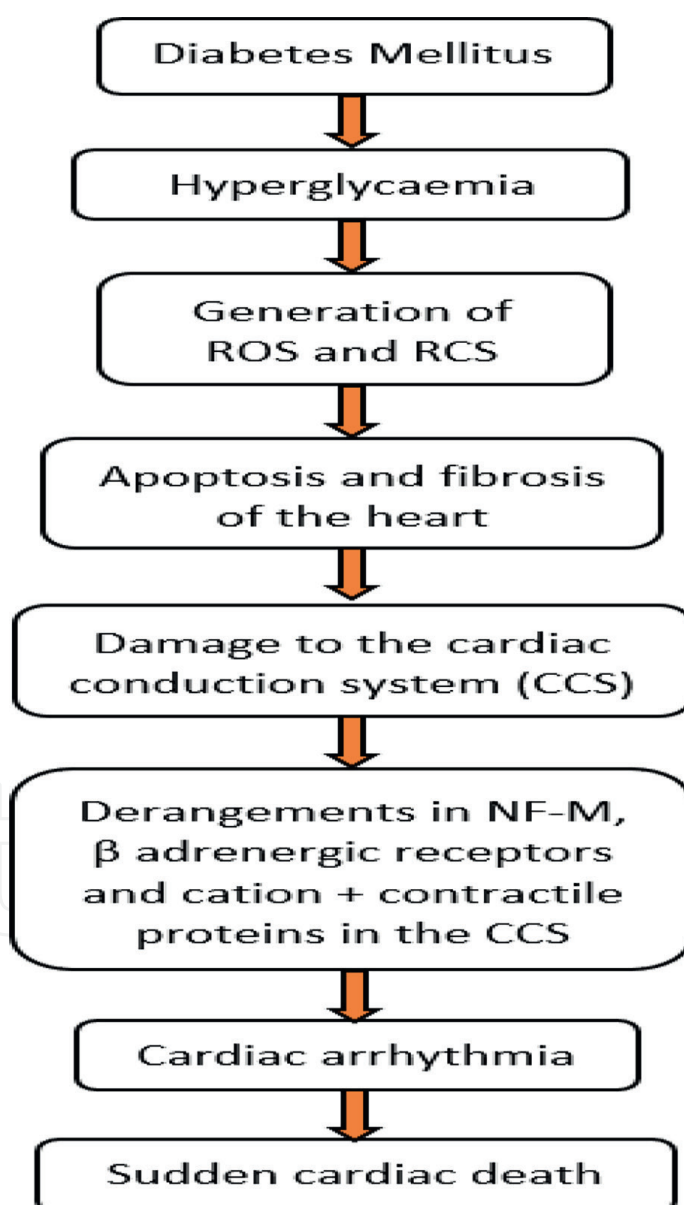 Diabetes Mellitus
Hyperglycaemia
Generation of
ROS and RCS
Apoptosis and fibrosis
of the heart
Damage to the cardiac
conduction system (CCS)
Derangements in NF-M,
β adrenergic receptors
and cation + contractile
proteins in the CCS
Cardiac arrhythmia
Sudden cardiac death